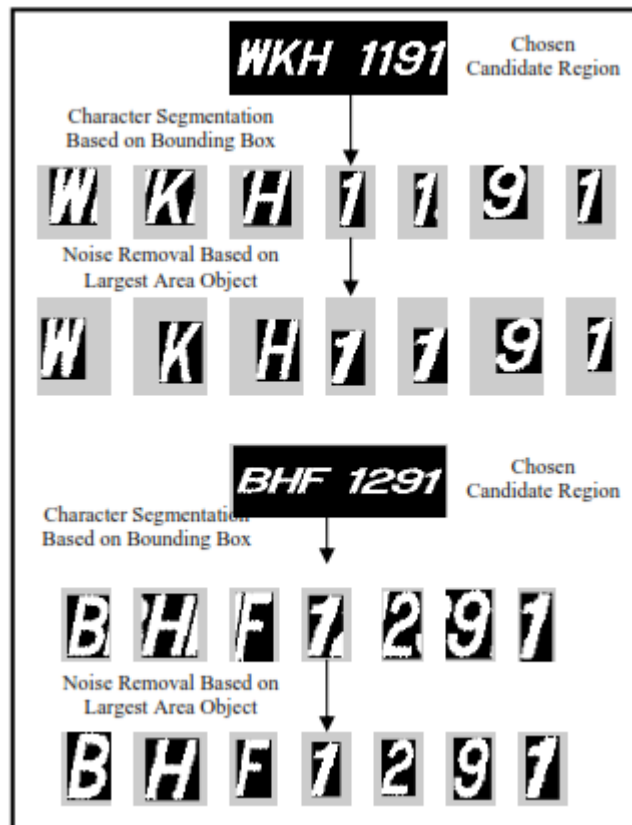 WKH 1191
Chosen
Candidate Region
Character Segmentation
Based on Bounding Box
W K H 1 1 9 1
Noise Removal Based on
Largest Area Object
W K H 1 1 9 1
BHF 1291
Chosen
Candidate Region
Character Segmentation
Based on Bounding Box
B H F 1 2 9 1
Noise Removal Based on
Largest Area Object
B H F 1 2 9 1